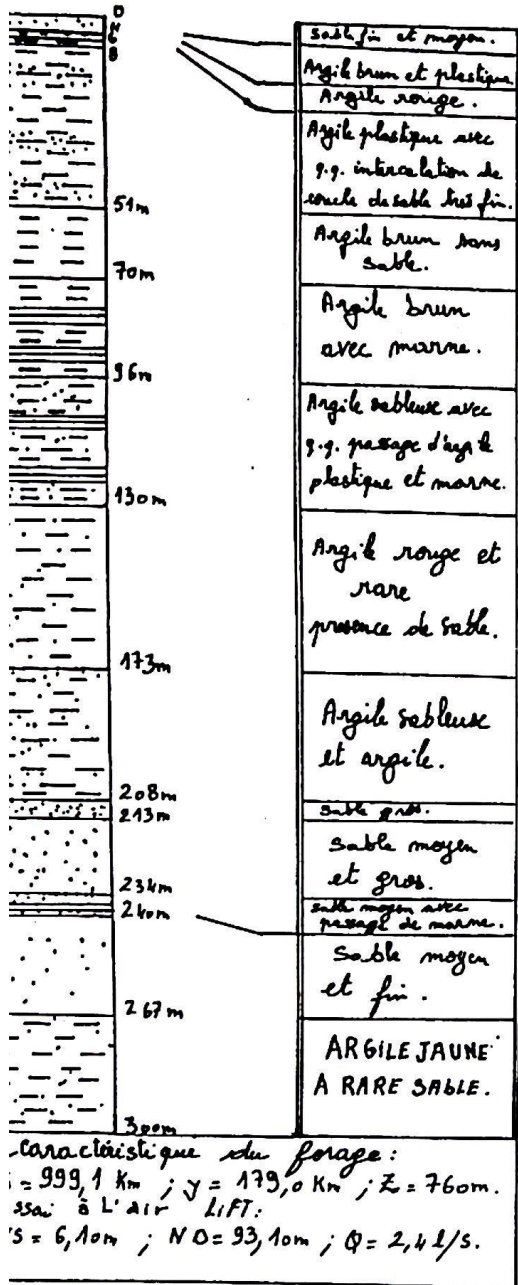 0
4
6
8
sable fin et moyen.
Argile brun et plastique
Argile rouge.
Argile plastique avec
q.q. intercalation de
couche de sable très fin.
51m
Argile brun sans
sable.
70m
Argile brun
avec marne.
96m
Argile sableuse avec
q.q. passage d'argile
plastique et marne.
130m
Argile rouge et
rare
presence de sable.
173m
Argile sableuse
et argile.
208m
213m
sable gros.
Sable moyen
et gros.
234m
240m
sable moyen avec
passage de marne.
Sable moyen
et fin.
267m
ARGILE JAUNE
A RARE SABLE.
300m
Caractéristique du forage:
= 999,1 Km ; y = 179,0 Km ; Z = 760m.
ssai à L'air LIFT:
/S = 6,10m ; ND = 93,10m ; Q = 2,4 l/s.